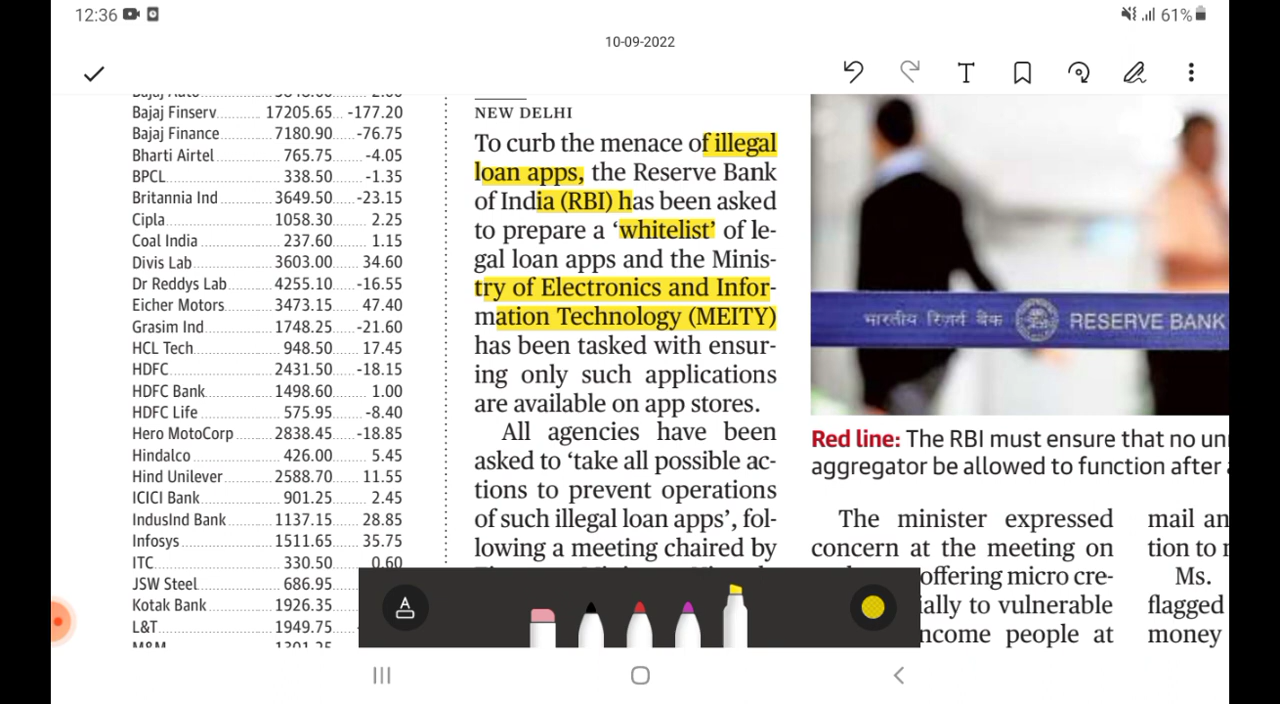 12:36
61%
10-09-2022
T
Bajaj Finserv 17205.65 -177.20
Bajaj Finance 7180.90 -76.75
Bharti Airtel 765.75 -4.05
BPCL 338.50 -1.35
Britannia Ind 3649.50 -23.15
Cipla 1058.30 2.25
Coal India 237.60 1.15
Divis Lab 3603.00 34.60
Dr Reddys Lab 4255.10 -16.55
Eicher Motors 3473.15 47.40
Grasim Ind 1748.25 -21.60
HCL Tech 948.50 17.45
HDFC 2431.50 -18.15
HDFC Bank 1498.60 1.00
HDFC Life 575.95 -8.40
Hero MotoCorp 2838.45 -18.85
Hindalco 426.00 5.45
Hind Unilever 2588.70 11.55
ICICI Bank 901.25 2.45
IndusInd Bank 1137.15 28.85
Infosys 1511.65 35.75
ITC 330.50 0.60
JSW Steel 686.95
Kotak Bank 1926.35
L&T 1949.75
NEW DELHI
To curb the menace of illegal
loan apps, the Reserve Bank
of India (RBI) has been asked
to prepare a ‘whitelist’ of le-
gal loan apps and the Minis-
try of Electronics and Infor-
mation Technology (MEITY)
has been tasked with ensur-
ing only such applications
are available on app stores.
All agencies have been
asked to ‘take all possible ac-
tions to prevent operations
of such illegal loan apps’, fol-
lowing a meeting chaired by
भारतीय रिज़र्व बैंक RESERVE BANK
Red line: The RBI must ensure that no
aggregator be allowed to function after
The minister expressed
concern at the meeting on
offering micro cre-
ially to vulnerable
ncome people at
mail an
tion to
Ms.
flagged
money
A